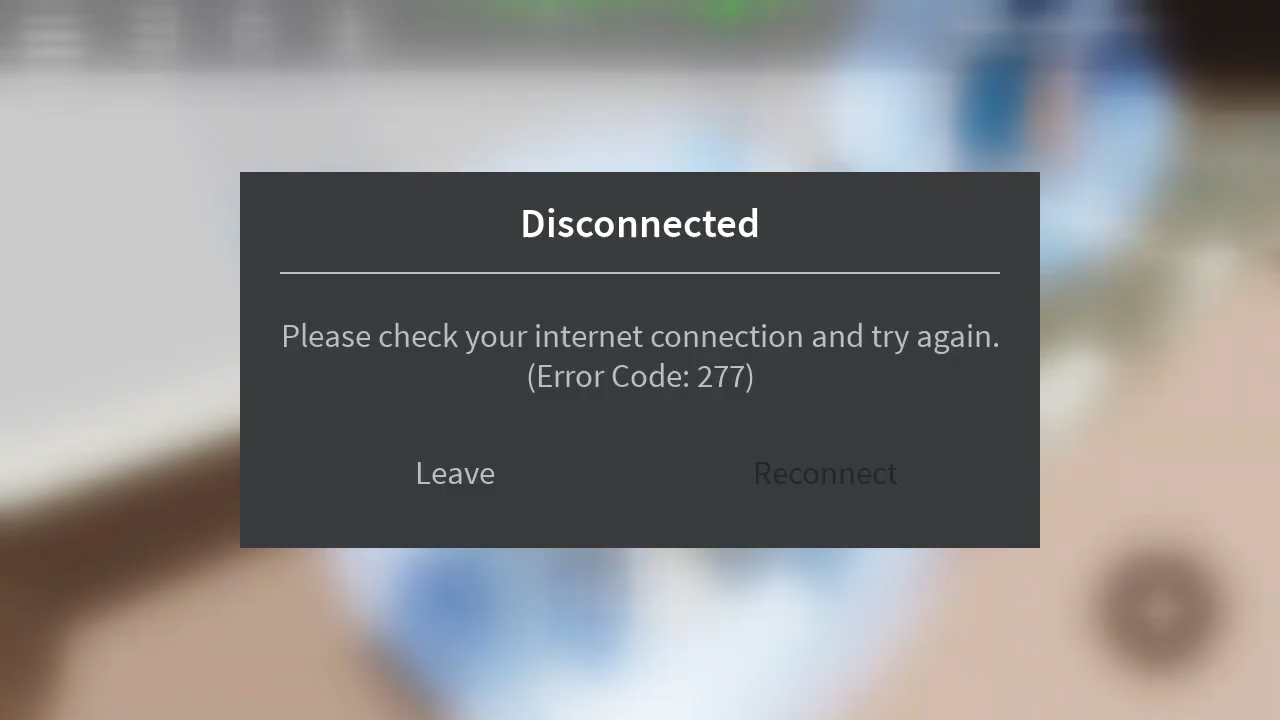 Disconnected
Please check your internet connection and try again.
(Error Code: 277)
Leave
Reconnect